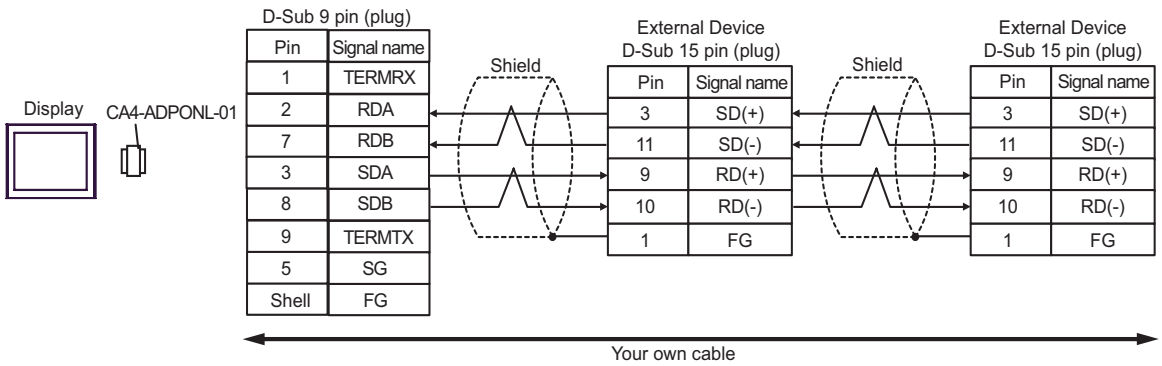 D-Sub 9 pin (plug)
Pin Signal name
1 TERMRX
2 RDA
7 RDB
3 SDA
8 SDB
9 TERMTX
5 SG
Shell FG
Display
CA4-ADPONL-01
Shield
External Device
D-Sub 15 pin (plug)
Pin Signal name
3 SD(+)
11 SD(-)
9 RD(+)
10 RD(-)
1 FG
Shield
External Device
D-Sub 15 pin (plug)
Pin Signal name
3 SD(+)
11 SD(-)
9 RD(+)
10 RD(-)
1 FG
Your own cable